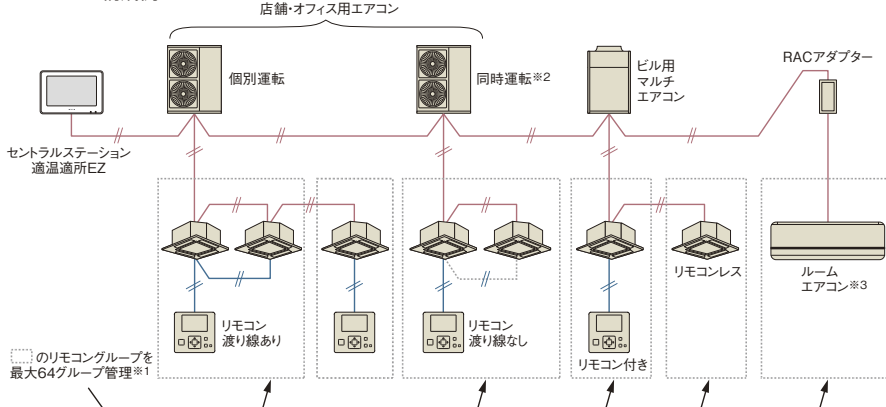 店舗・オフィス用エアコン
個別運転
同時運転※2
ビル用
マルチ
エアコン
RACアダプター
セントラルステーション
適温適所EZ
リモコンレス
ルーム
エアコン※3
リモコン
渡り線あり
リモコン
渡り線なし
リモコン付き
のリモコングループを
最大64グループ管理※1